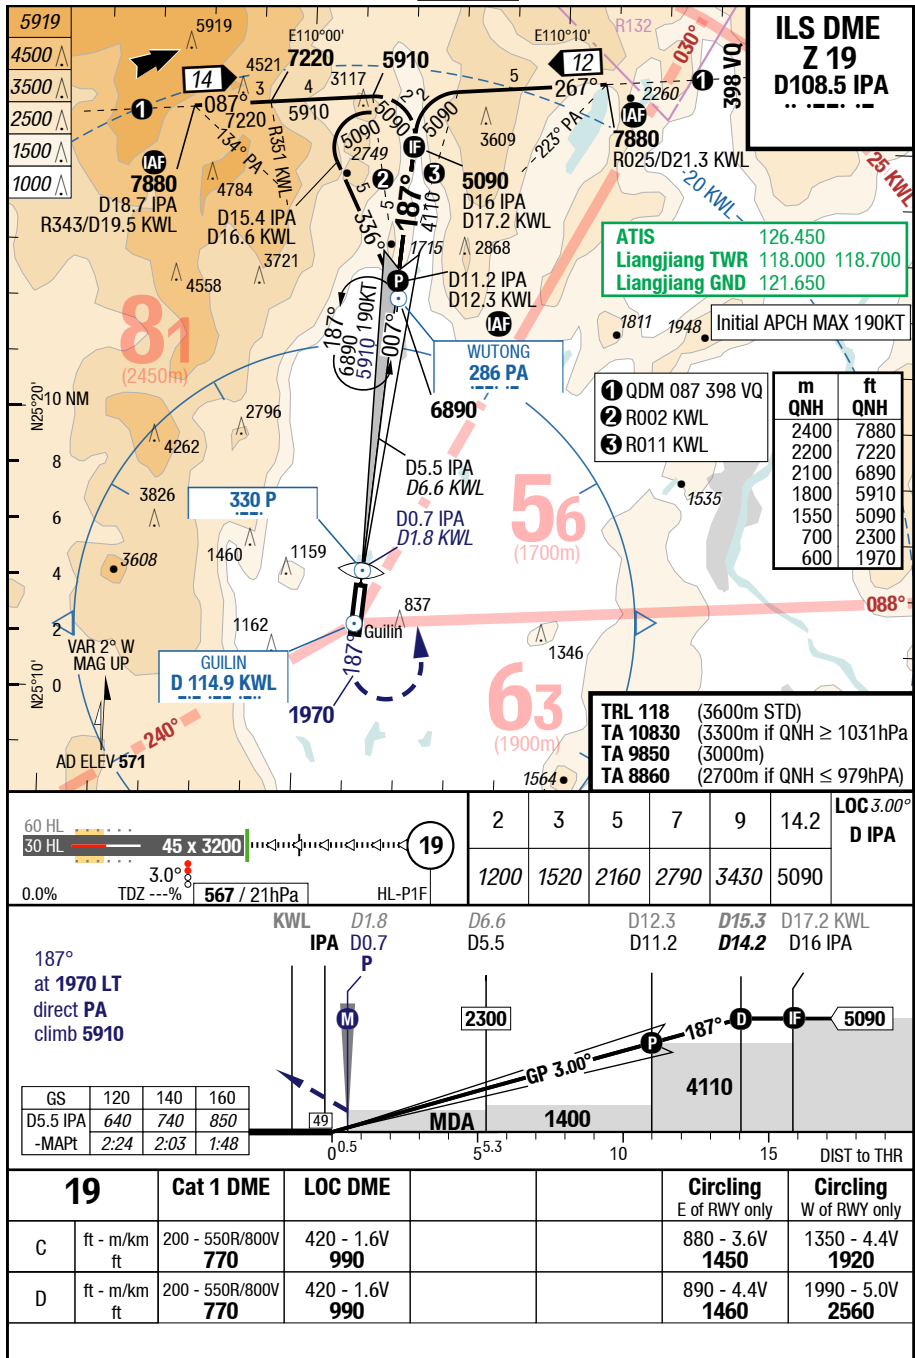 5919
4500
3500
2500
1500
1000
5919
E110°00'
E110°10'
R132
030°
ILS DME
Z 19
D108.5 IPA
398 VQ
25 KWL
20 KWL
14
4521
7220
3117
5910
12
5
267°
2260
1
087°
3
4
2
2
7220
5910
5090
5090
5090
134° PA
R351 KWL
223° PA
IAF
7880
R025/D21.3 KWL
3609
IAF
7880
D18.7 IPA
R343/D19.5 KWL
4784
2749
IF
2
3
5090
D16 IPA
D17.2 KWL
D15.4 IPA
D16.6 KWL
5
336°
5
187°
4110
1715
2868
3721
4558
P
D11.2 IPA
D12.3 KWL
ATIS 126.450
Liangjiang TWR 118.000 118.700
Liangjiang GND 121.650
81
(2450m)
187°
6890
5910 190KT
007°
IAF
WUTONG
286 PA
1811
1948
Initial APCH MAX 190KT
6890
1 QDM 087 398 VQ
2 R002 KWL
3 R011 KWL
m ft
QNH QNH
2400 7880
2200 7220
2100 6890
1800 5910
1550 5090
700 2300
600 1970
N25°20'
10 NM
8
6
4
2
0
N25°10'
2796
4262
3826
3608
1460
1159
1162
330 P
D5.5 IPA
D6.6 KWL
D0.7 IPA
D1.8 KWL
56
(1700m)
1535
837
088°
Guilin
1346
VAR 2° W
MAG UP
GUILIN
D 114.9 KWL
187°
1970
63
(1900m)
240°
AD ELEV 571
1564
TRL 118 (3600m STD)
TA 10830 (3300m if QNH ≥ 1031hPa
TA 9850 (3000m)
TA 8860 (2700m if QNH ≤ 979hPA)
60 HL
30 HL
45 x 3200
19
3.0°
0.0%
TDZ ---%
567 / 21hPa
HL-P1F
2 3 5 7 9 14.2 LOC 3.00°
D IPA
1200 1520 2160 2790 3430 5090
KWL D1.8 D6.6 D12.3 D15.3 D17.2 KWL
IPA D0.7 D5.5 D11.2 D14.2 D16 IPA
P
187°
at 1970 LT
direct PA
climb 5910
M
2300
GP 3.00°
P
187°
D
IF
5090
4110
49
MDA
1400
GS 120 140 160
D5.5 IPA 640 740 850
-MAPt 2:24 2:03 1:48
0 0.5 5 5.3 10 15 DIST to THR
19 Cat 1 DME LOC DME Circling Circling
E of RWY only W of RWY only
C ft - m/km 200 - 550R/800V 420 - 1.6V 880 - 3.6V 1350 - 4.4V
ft 770 990 1450 1920
D ft - m/km 200 - 550R/800V 420 - 1.6V 890 - 4.4V 1990 - 5.0V
ft 770 990 1460 2560